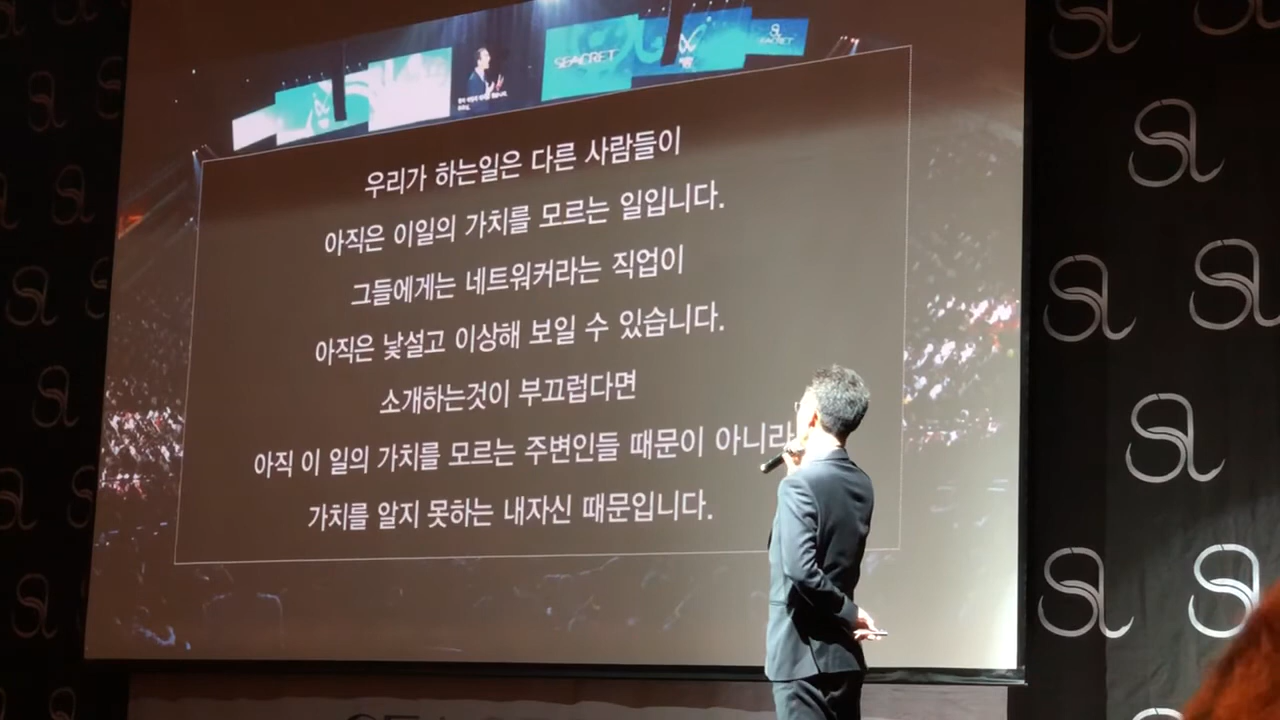 SEACRET
SEACRET
우리가 하는일은 다른 사람들이
아직은 이일의 가치를 모르는 일입니다.
그들에게는 네트워커라는 직업이
아직은 낯설고 이상해 보일 수 있습니다.
소개하는것이 부끄럽다면
아직 이 일의 가치를 모르는 주변인들 때문이 아니라
가치를 알지 못하는 내자신 때문입니다.